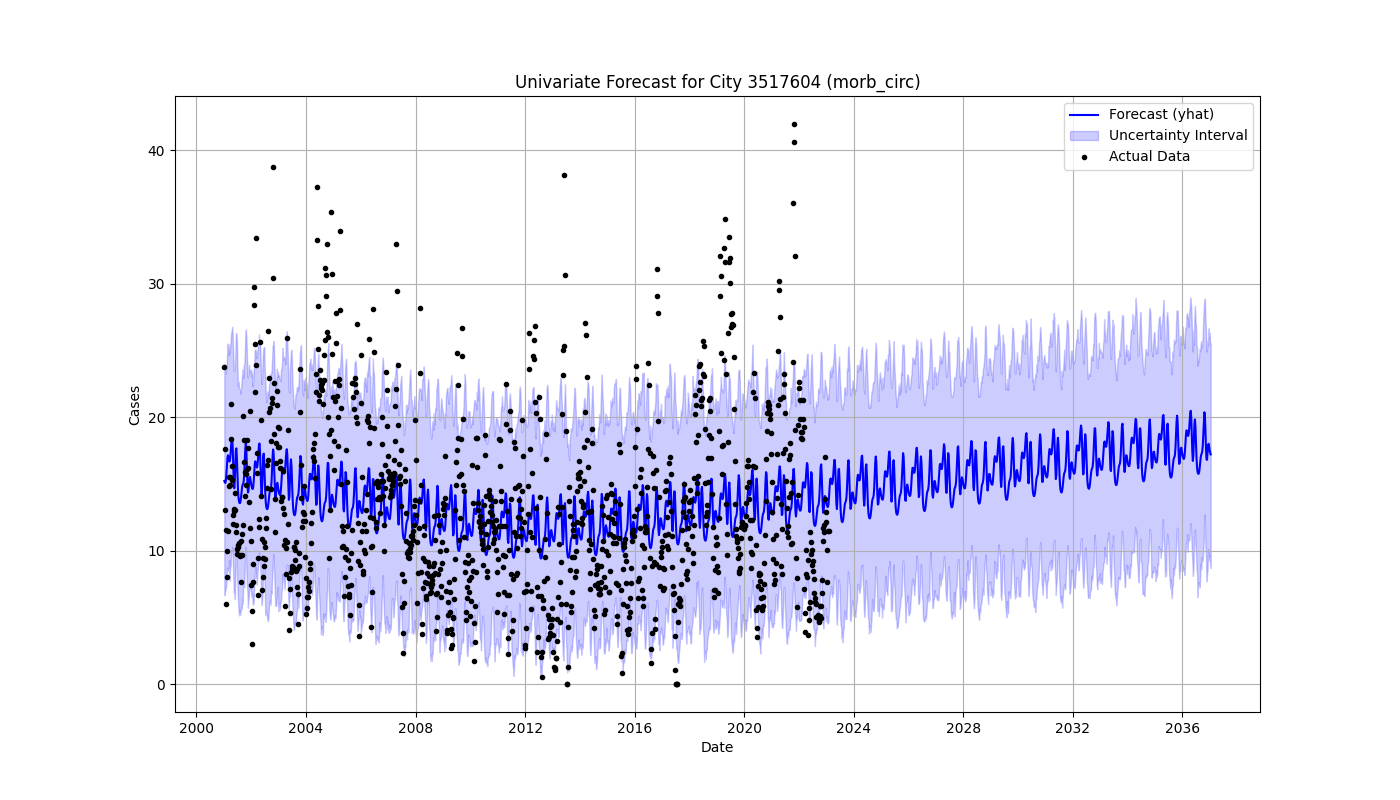 Univariate Forecast for City 3517604 (morb_circ)
Forecast (yhat)
Uncertainty Interval
Actual Data
Cases
40
30
20
10
0
2000 2004 2008 2012 2016 2020 2024 2028 2032 2036
Date